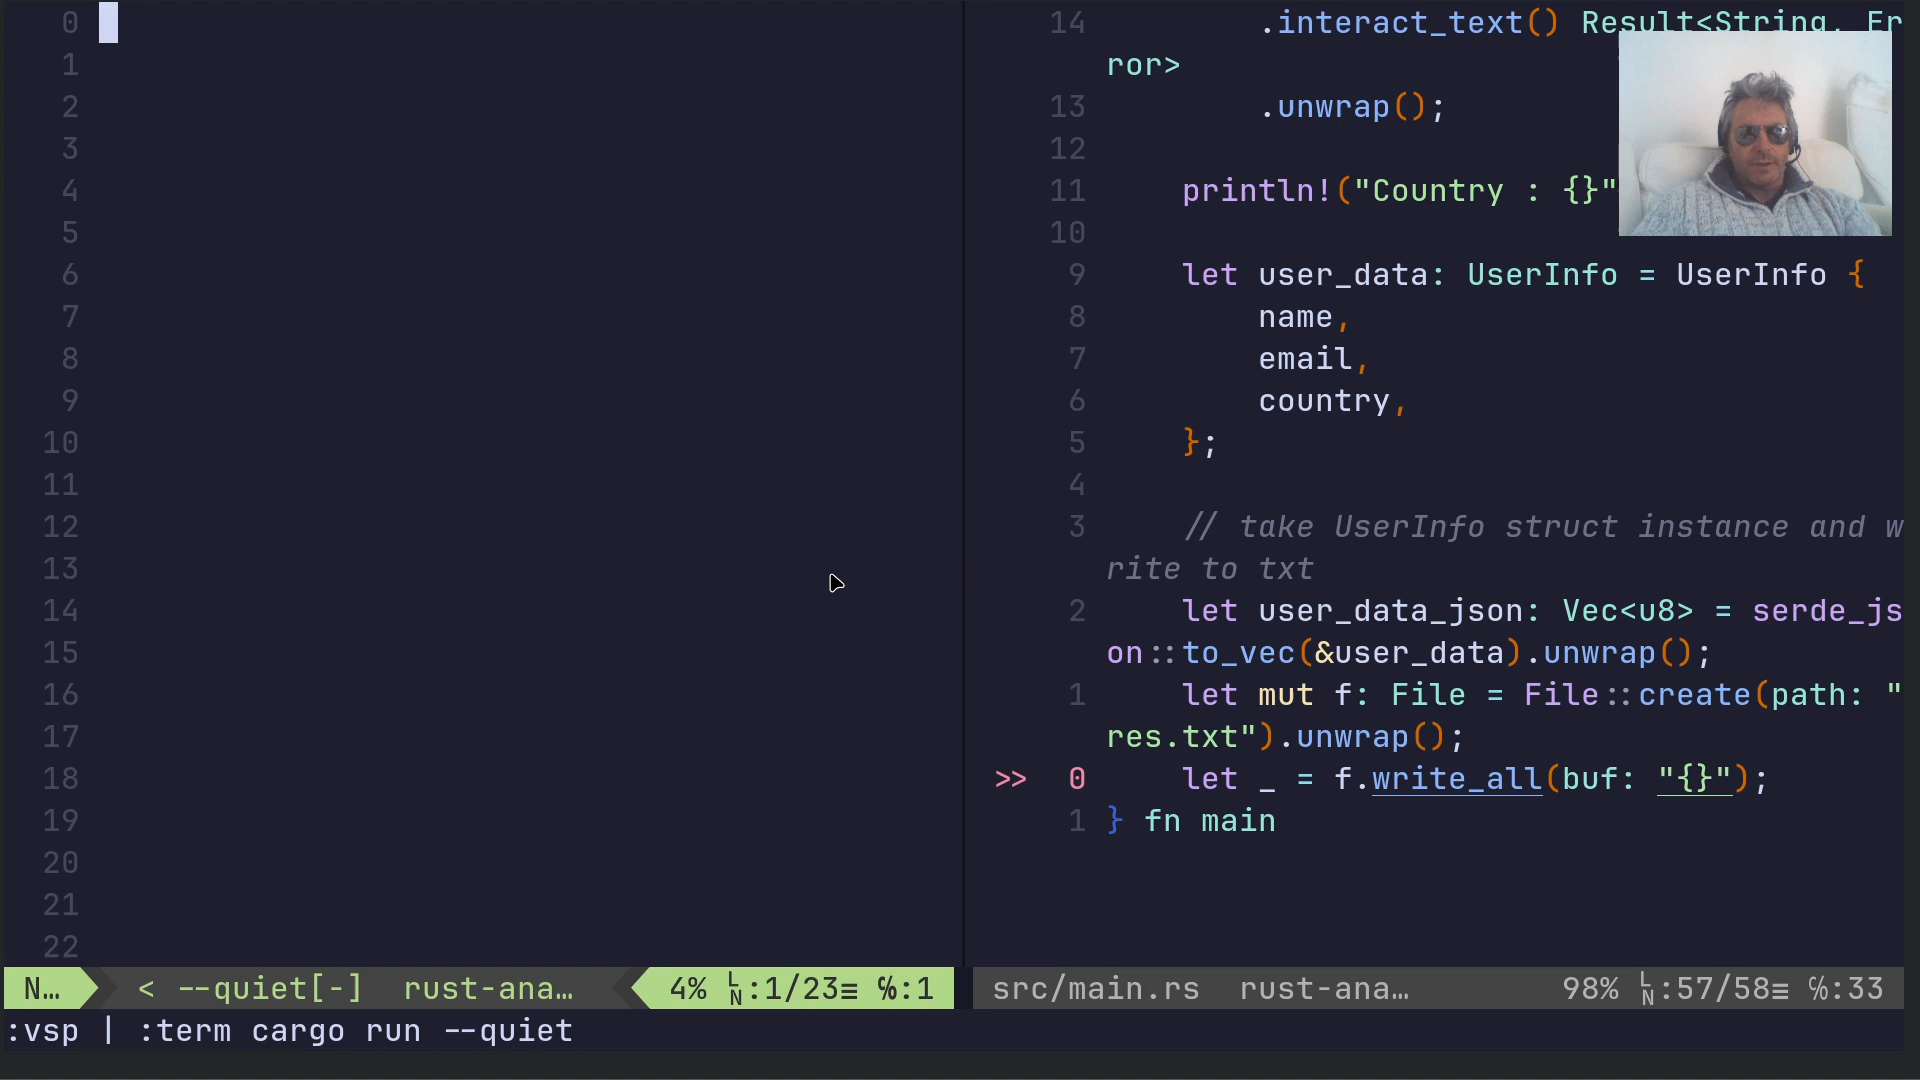 0
1
2
3
4
5
6
7
8
9
10
11
12
13
14
15
16
17
18
19
20
21
22
14 .interact_text() Result<String, Er
ror>
13 .unwrap();
12
11 println!("Country : {}"
10
9 let user_data: UserInfo = UserInfo {
8 name,
7 email,
6 country,
5 };
4
3 // take UserInfo struct instance and w
rite to txt
2 let user_data_json: Vec<u8> = serde_js
on::to_vec(&user_data).unwrap();
1 let mut f: File = File::create(path: "
res.txt").unwrap();
>> 0 let _ = f.write_all(buf: "{}");
1 } fn main
N… < --quiet[-] rust-ana… 4% LN:1/23≡ ℅:1
src/main.rs rust-ana… 98% LN:57/58≡ ℅:33
:vsp | :term cargo run --quiet